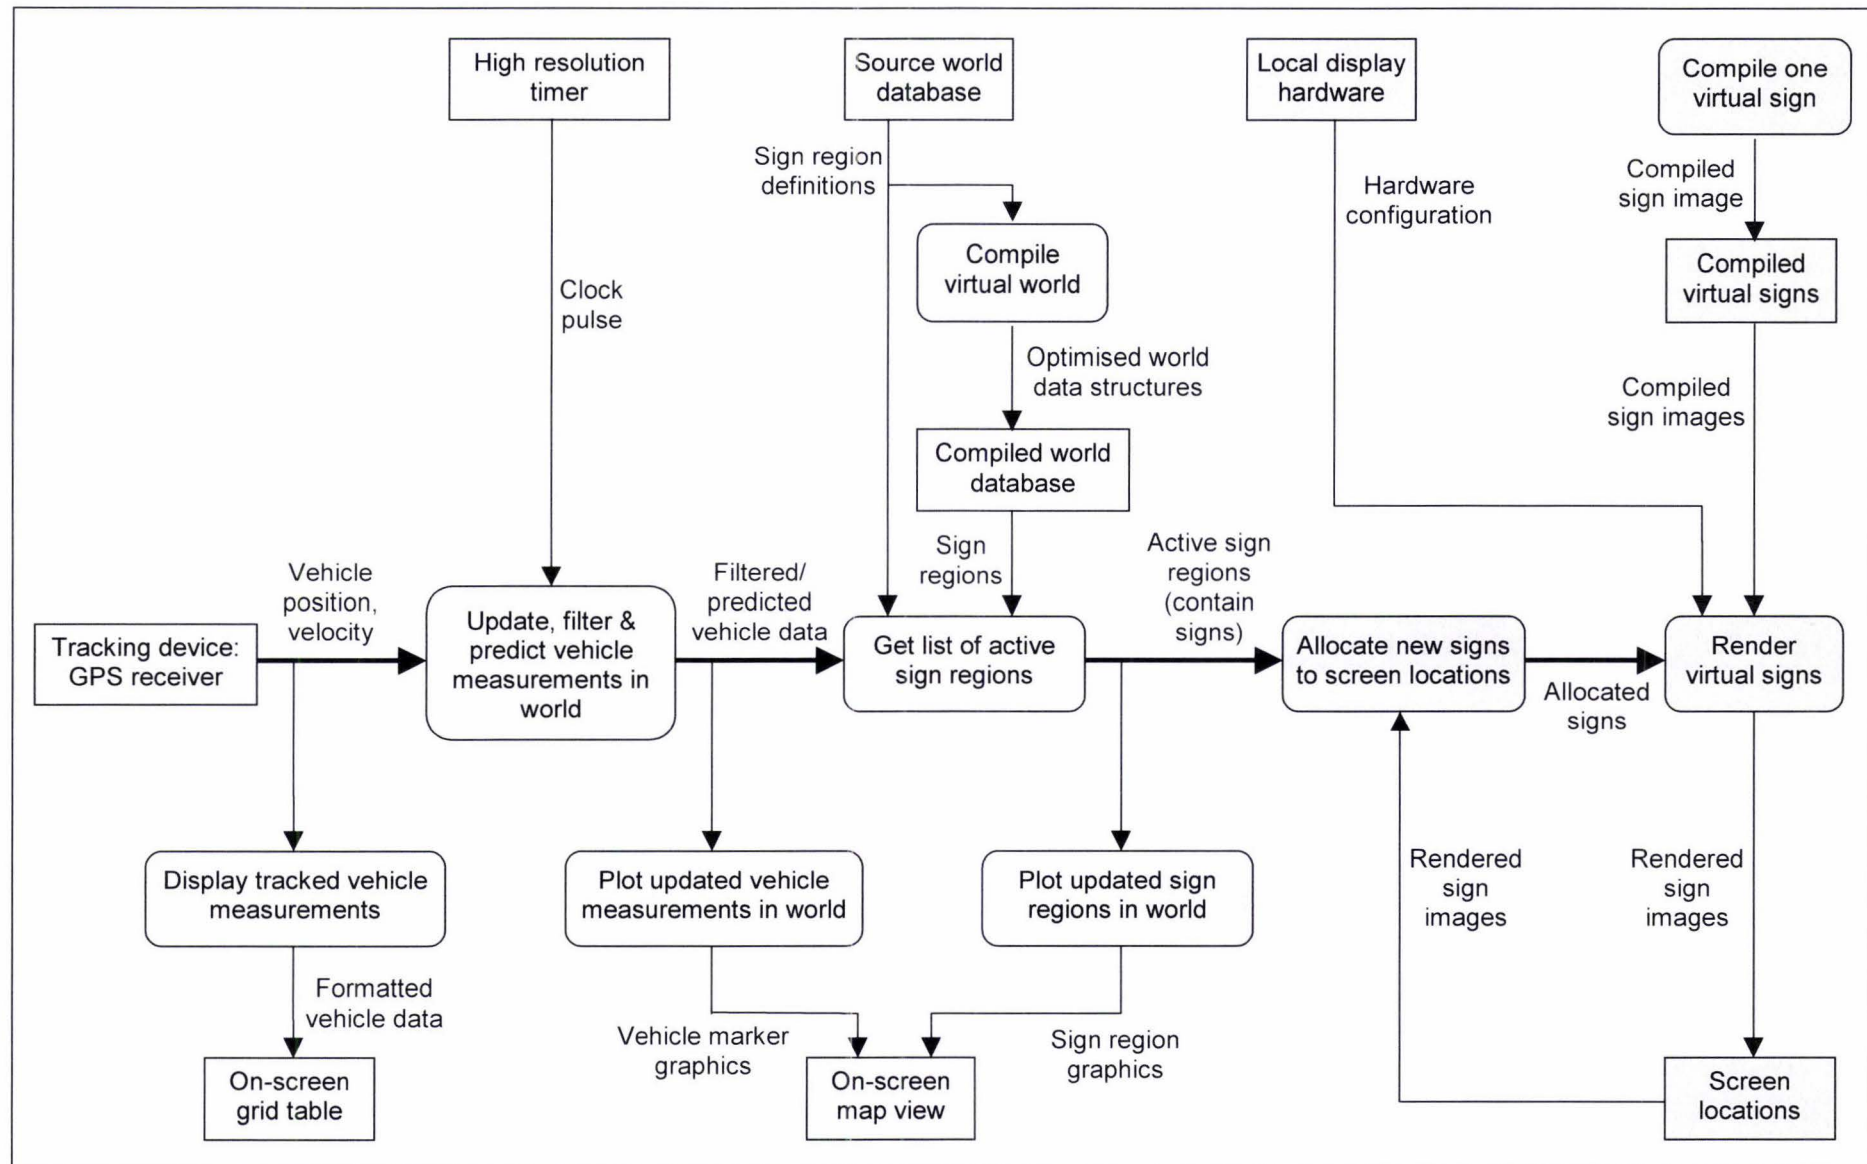 High resolution
timer
Source world
database
Local display
hardware
Compile one
virtual sign
Sign region
definitions
Hardware
configuration
Compiled
sign image
Compile
virtual world
Compiled
virtual signs
Clock
pulse
Optimised world
data structures
Compiled
sign images
Compiled world
database
Vehicle
position,
velocity
Filtered/
predicted
vehicle data
Sign
regions
Active sign
regions
(contain
signs)
Tracking device:
GPS receiver
Update, filter &
predict vehicle
measurements in
world
Get list of active
sign regions
Allocate new signs
to screen locations
Allocated
signs
Render
virtual signs
Display tracked vehicle
measurements
Plot updated vehicle
measurements in world
Plot updated sign
regions in world
Rendered
sign
images
Rendered
sign
images
Formatted
vehicle data
Vehicle marker
graphics
Sign region
graphics
On-screen
grid table
On-screen
map view
Screen
locations